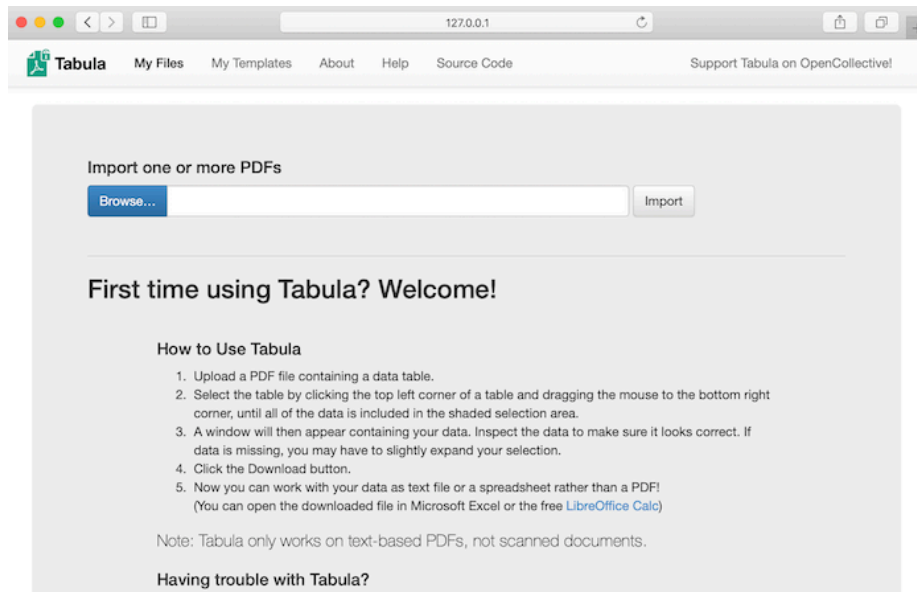 127.0.0.1
Tabula My Files My Templates About Help Source Code Support Tabula on OpenCollective!
Import one or more PDFs
Browse... Import
First time using Tabula? Welcome!
How to Use Tabula
1. Upload a PDF file containing a data table.
2. Select the table by clicking the top left corner of a table and dragging the mouse to the bottom right
corner, until all of the data is included in the shaded selection area.
3. A window will then appear containing your data. Inspect the data to make sure it looks correct. If
data is missing, you may have to slightly expand your selection.
4. Click the Download button.
5. Now you can work with your data as text file or a spreadsheet rather than a PDF!
(You can open the downloaded file in Microsoft Excel or the free LibreOffice Calc)
Note: Tabula only works on text-based PDFs, not scanned documents.
Having trouble with Tabula?